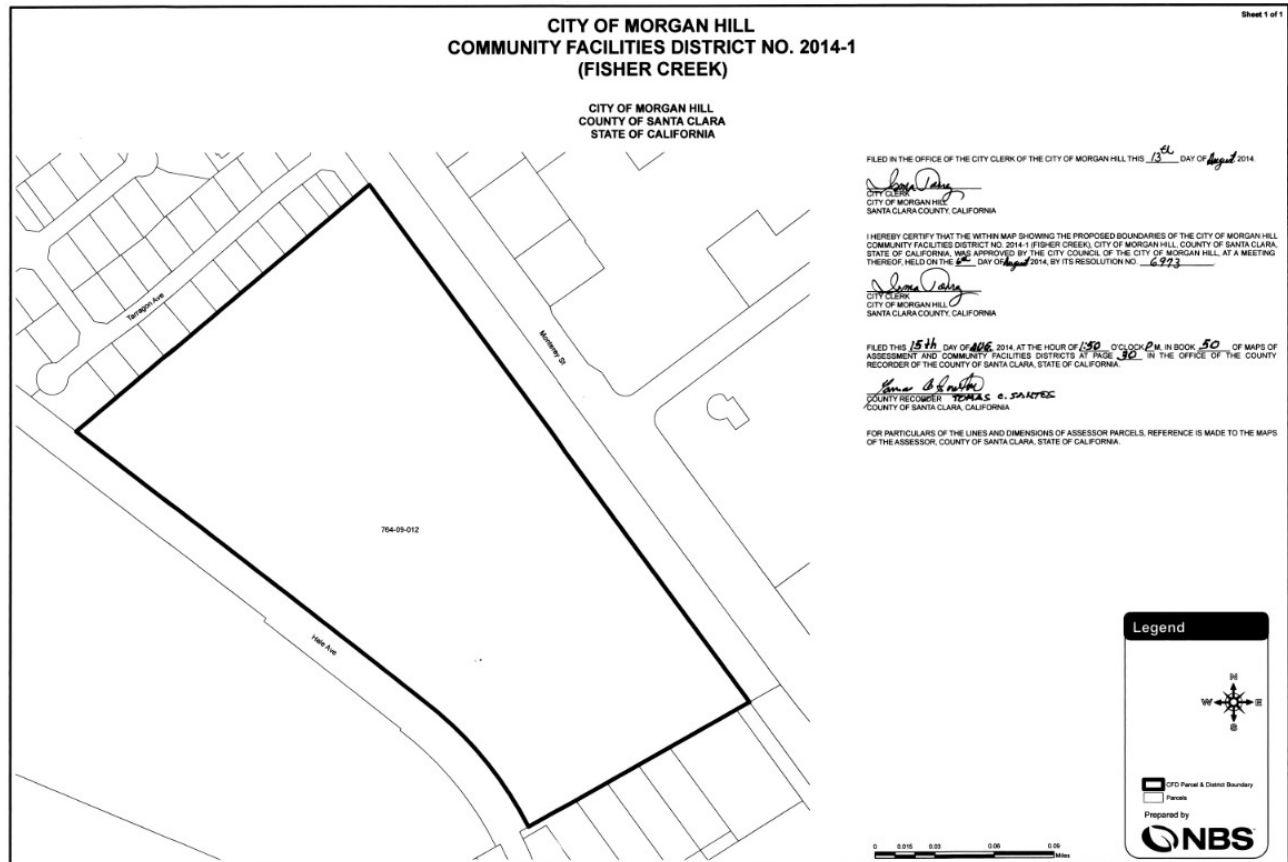 Sheet 1 of 1
CITY OF MORGAN HILL
COMMUNITY FACILITIES DISTRICT NO. 2014-1
(FISHER CREEK)
CITY OF MORGAN HILL
COUNTY OF SANTA CLARA
STATE OF CALIFORNIA
FILED IN THE OFFICE OF THE CITY CLERK OF THE CITY OF MORGAN HILL THIS 13th DAY OF August 2014.
CITY CLERK
CITY OF MORGAN HILL
SANTA CLARA COUNTY, CALIFORNIA
I HEREBY CERTIFY THAT THE WITHIN MAP SHOWING THE PROPOSED BOUNDARIES OF THE CITY OF MORGAN HILL
COMMUNITY FACILITIES DISTRICT NO. 2014-1 (FISHER CREEK), CITY OF MORGAN HILL, COUNTY OF SANTA CLARA,
STATE OF CALIFORNIA, WAS APPROVED BY THE CITY COUNCIL OF THE CITY OF MORGAN HILL, AT A MEETING
THEREOF, HELD ON THE 6th DAY OF August 2014, BY ITS RESOLUTION NO. 6973
CITY CLERK
CITY OF MORGAN HILL
SANTA CLARA COUNTY, CALIFORNIA
FILED THIS 15th DAY OF AUG. 2014, AT THE HOUR OF 1:50 O'CLOCK P.M. IN BOOK 50 OF MAPS OF
ASSESSMENT AND COMMUNITY FACILITIES DISTRICTS AT PAGE 30 IN THE OFFICE OF THE COUNTY
RECORDER OF THE COUNTY OF SANTA CLARA, STATE OF CALIFORNIA.
COUNTY RECORDER TOMAS C.
COUNTY OF SANTA CLARA, CALIFORNIA
FOR PARTICULARS OF THE LINES AND DIMENSIONS OF ASSESSOR PARCELS, REFERENCE IS MADE TO THE MAPS
OF THE ASSESSOR, COUNTY OF SANTA CLARA, STATE OF CALIFORNIA.
Tarragon Ave
Monterey St
764-09-012
Hale Ave
Legend
N
W E
S
CFD Parcel & District Boundary
Parcels
Prepared by
NBS
0 0.015 0.03 0.06 0.09
Miles